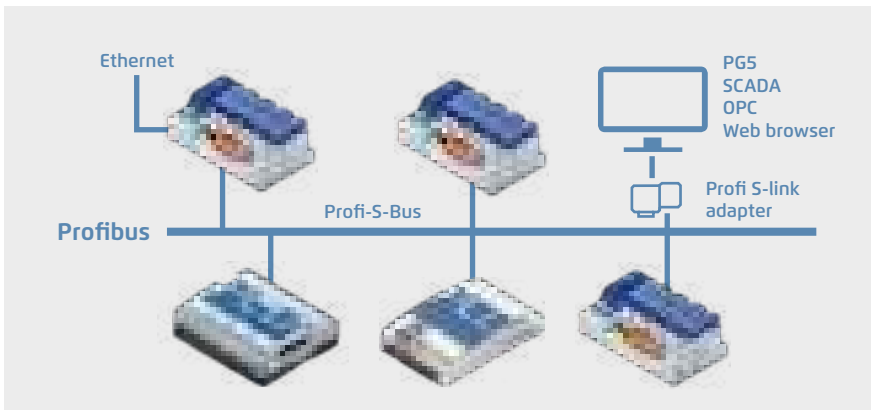 Ethernet
PG5
SCADA
OPC
Web browser
Profi S-link
adapter
Profi-S-Bus
Profibus